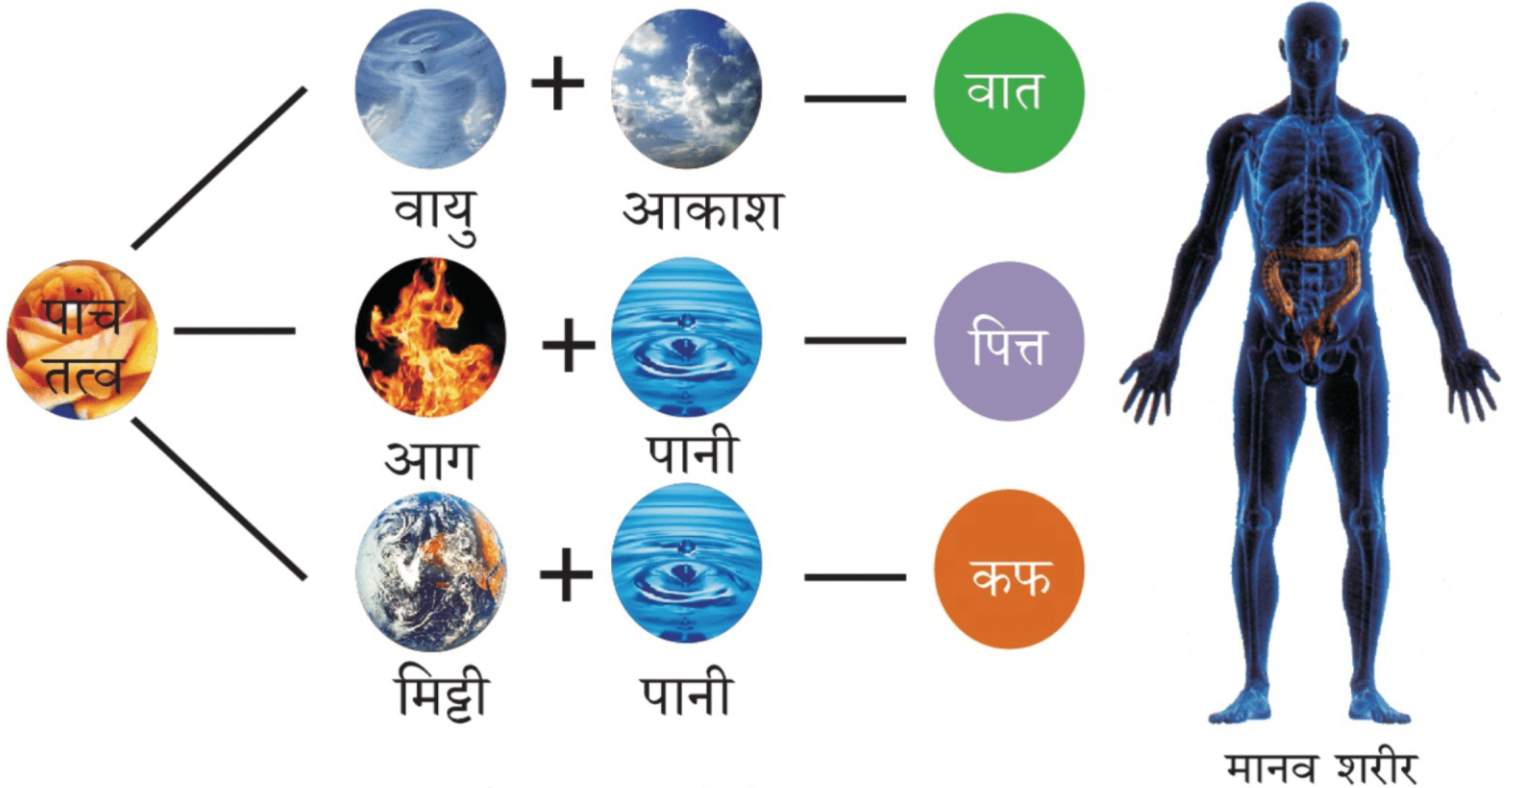 पांच
तत्व
वायु
+
आकाश
वात
आग
+
पानी
पित्त
मिट्टी
+
पानी
कफ
मानव शरीर